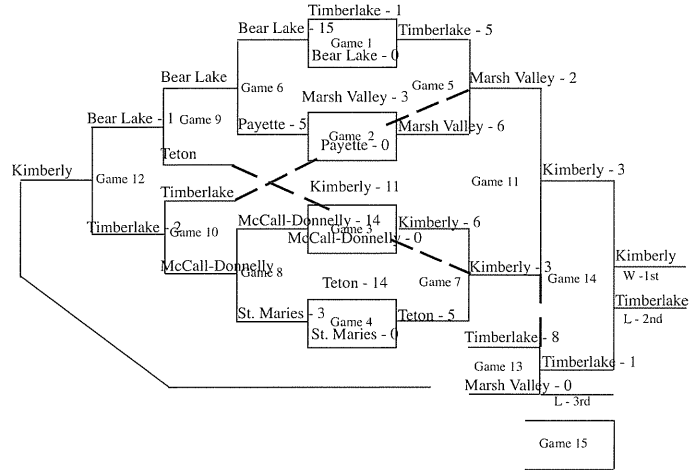 Timberlake - 1
Bear Lake - 15
Game 1
Timberlake - 5
Bear Lake - 0
Bear Lake
Game 6
Game 5
Marsh Valley - 2
Marsh Valley - 3
Bear Lake - 1
Game 9
Payette - 5
Game 2
Marsh Valley - 6
Payette - 0
Teton
Kimberly
Game 12
Timberlake
Kimberly - 11
Game 11
Kimberly - 3
Timberlake - 2
Game 10
McCall-Donnelly - 14
Game 3
Kimberly - 6
McCall-Donnelly - 0
McCall-Donnelly
Game 8
Teton - 14
Game 7
Kimberly - 3
Game 14
Kimberly
W -1st
St. Maries - 3
Game 4
Teton - 5
St. Maries - 0
Timberlake
L - 2nd
Timberlake - 8
Game 13
Timberlake - 1
Marsh Valley - 0
L - 3rd
Game 15